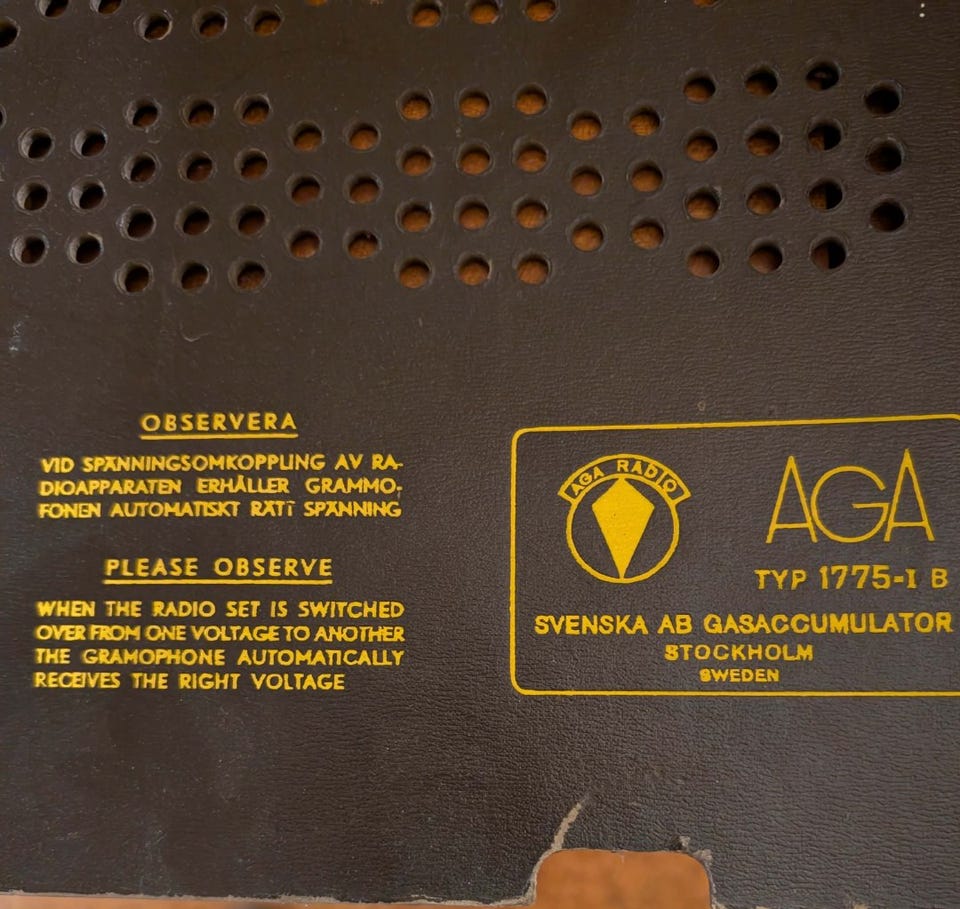 OBSERVERA
VID SPÄNNINGSOMKOPPLING AV RA-
DIOAPPARATEN ERHÅLLER GRAMMO-
FONEN AUTOMATISKT RÄTT SPÄNNING
PLEASE OBSERVE
WHEN THE RADIO SET IS SWITCHED
OVER FROM ONE VOLTAGE TO ANOTHER
THE GRAMOPHONE AUTOMATICALLY
RECEIVES THE RIGHT VOLTAGE
AGA RADIO
AGA
TYP 1775-I B
SVENSKA AB GASACCUMULATOR
STOCKHOLM
SWEDEN